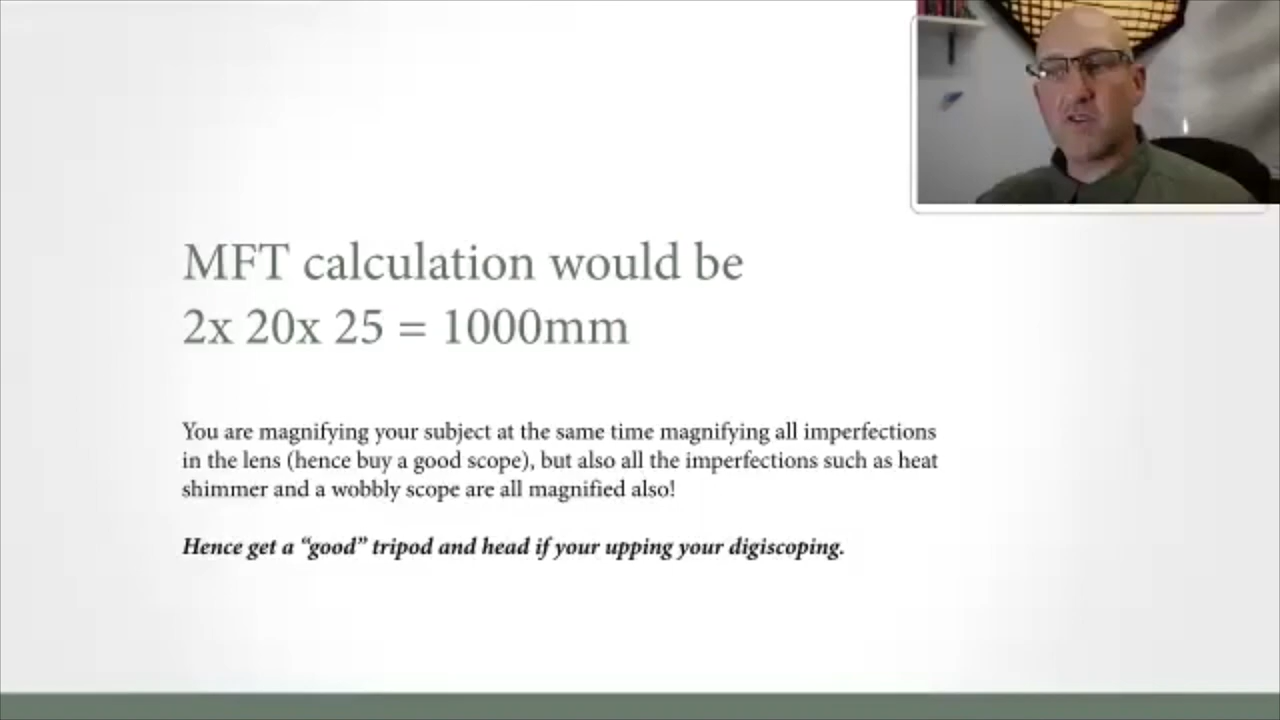 MFT calculation would be
2x 20x 25 = 1000mm
You are magnifying your subject at the same time magnifying all imperfections
in the lens (hence buy a good scope), but also all the imperfections such as heat
shimmer and a wobbly scope are all magnified also!
Hence get a “good” tripod and head if your upping your digiscoping.